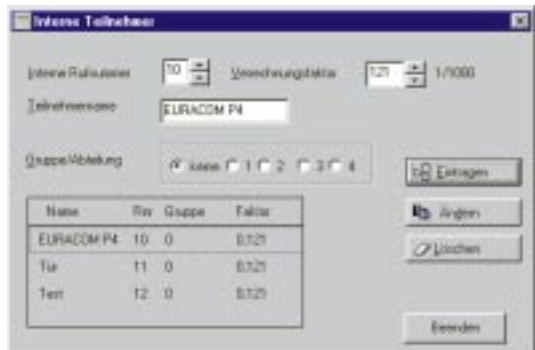 Interne Teilnehmer
Interne Rufnummer 10 Verrechnungsfaktor 121 1/1000
Teilnehmername EURACOM P4
Gruppe/Abteilung keine 1 2 3 4
Eintragen
Name Rnr Gruppe Faktor
Ändern
EURACOM P4 10 0 0,121
Löschen
Tür 11 0 0,121
Test 12 0 0,121
Beenden